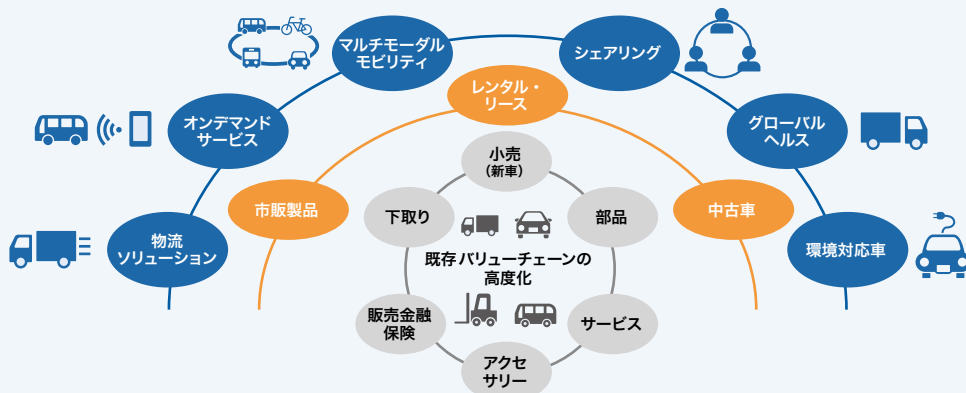 マルチモーダル
モビリティ
シェアリング
レンタル・
リース
オンデマンド
サービス
グローバル
ヘルス
小売
(新車)
市販製品
下取り
部品
中古車
物流
ソリューション
環境対応車
既存バリューチェーンの
高度化
販売金融
保険
サービス
アクセ
サリー